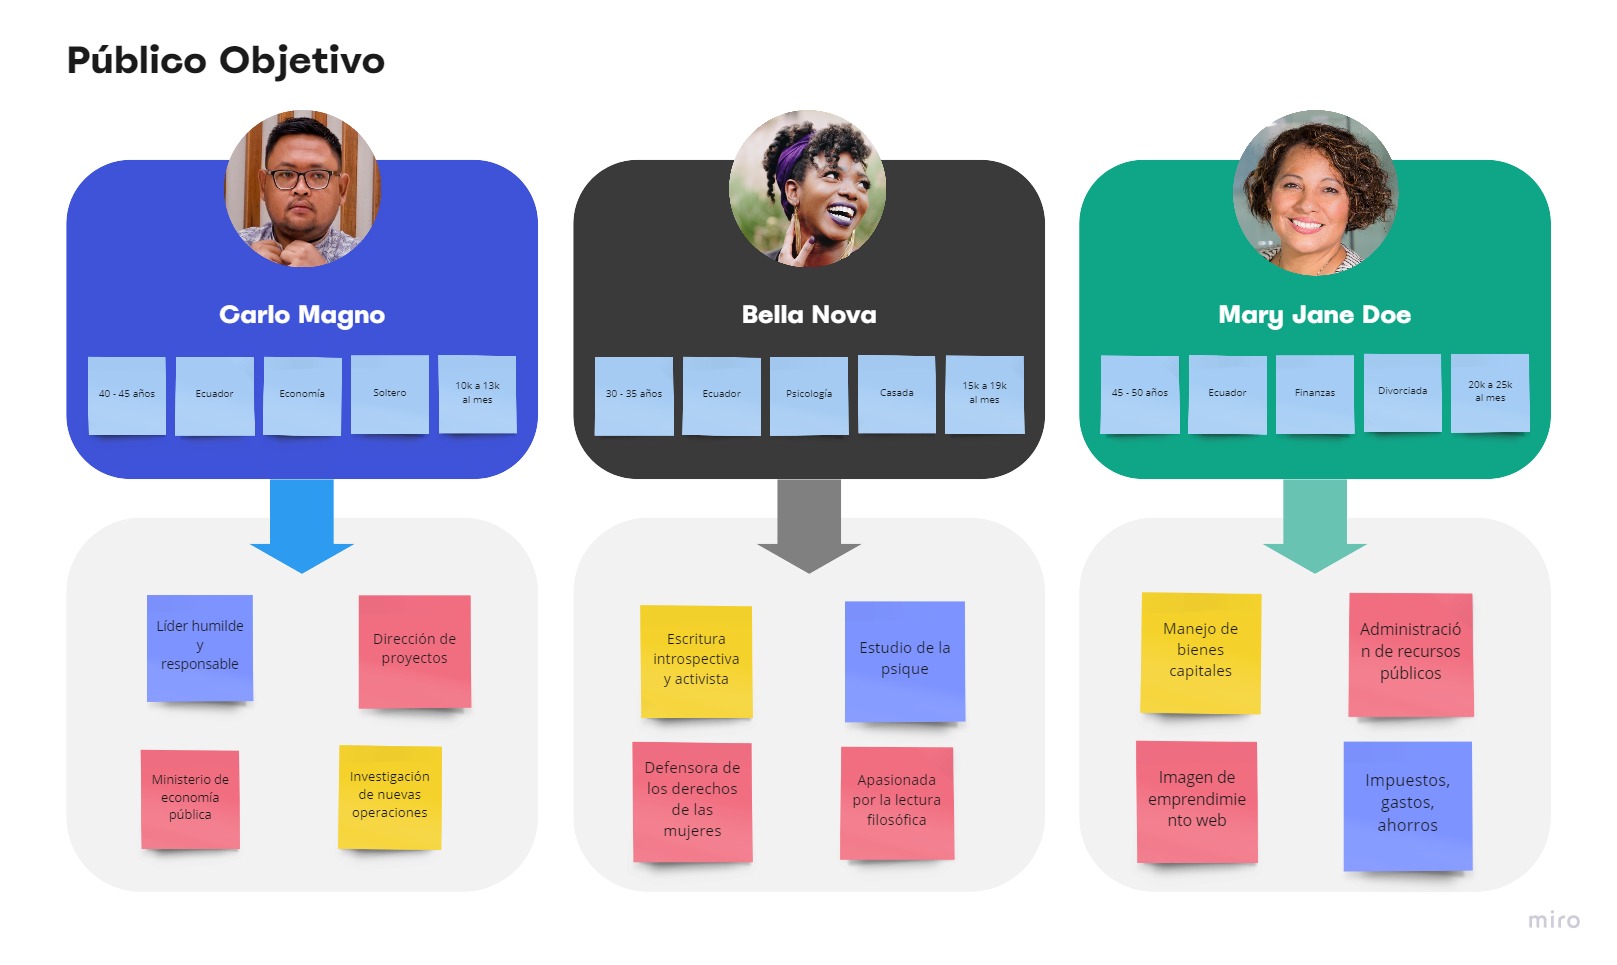 Público Objetivo
Carlo Magno
40 - 45 años
Ecuador
Economía
Soltero
10k a 13k
al mes
Líder humilde
y
responsable
Dirección de
proyectos
Ministerio de
economía
pública
Investigación
de nuevas
operaciones
Bella Nova
30 - 35 años
Ecuador
Psicología
Casada
15k a 19k
al mes
Escritura
introspectiva
y activista
Estudio de la
psique
Defensora de
los derechos
de las
mujeres
Apasionada
por la lectura
filosófica
Mary Jane Doe
45 - 50 años
Ecuador
Finanzas
Divorciada
20k a 25k
al mes
Manejo de
bienes
capitales
Administració
n de recursos
públicos
Imagen de
emprendimie
nto web
Impuestos,
gastos,
ahorros
miro